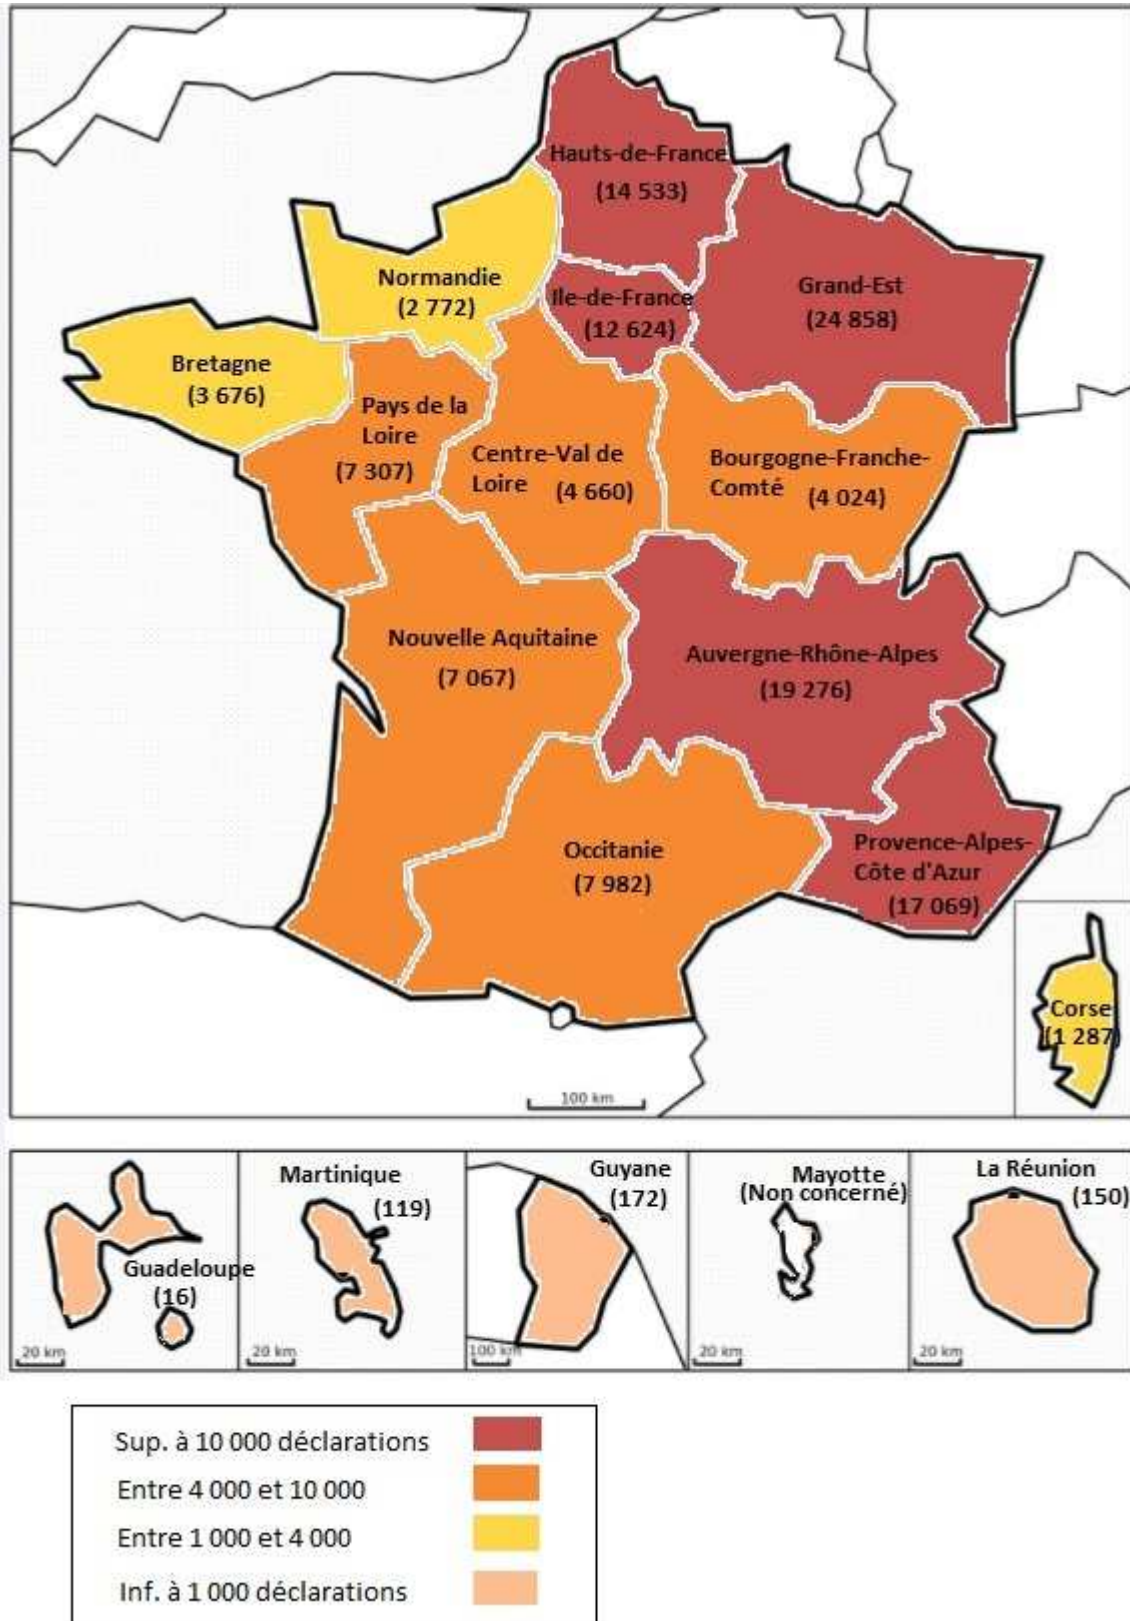 Hauts-de-France
(14 533)
Normandie
(2 772)
Ile-de-France
(12 624)
Grand-Est
(24 858)
Bretagne
(3 676)
Pays de la
Loire
(7 307)
Centre-Val de
Loire (4 660)
Bourgogne-Franche-
Comté (4 024)
Nouvelle Aquitaine
(7 067)
Auvergne-Rhône-Alpes
(19 276)
Occitanie
(7 982)
Provence-Alpes-
Côte d'Azur
(17 069)
Corse
(1 287)
100 km
Guadeloupe
(16)
20 km
Martinique
(119)
20 km
Guyane
(172)
100 km
Mayotte
(Non concerné)
20 km
La Réunion
(150)
20 km
Sup. à 10 000 déclarations
Entre 4 000 et 10 000
Entre 1 000 et 4 000
Inf. à 1 000 déclarations